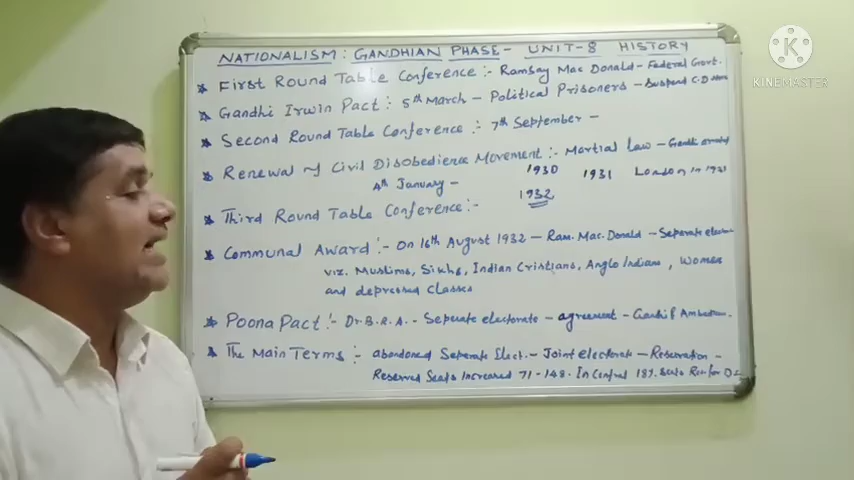 NATIONALISM : GANDHIAN PHASE - UNIT-8 HISTORY
First Round Table Conference :- Ramsay Mac Donald - Federal Govt.
Gandhi Irwin Pact : 5th March - Political Prisoners - Suspend C.D
Second Round Table Conference :- 7th September -
Renewal of Civil Disobedience Movement :- Martial Law - Gandhi
4th January - 1930 1931 London in 1931
1932
Third Round Table Conference :-
Communal Award :- On 16th August 1932 - Ram. Mac. Donald - Separate
viz. Muslims, Sikhs, Indian Cristians, Anglo Indians, Women
and depressed classes
Poona Pact :- Dr. B.R.A. - Seperate electorate - agreement - Gandhi &
The Main Terms :- abandoned Seperate Elect. - Joint electorate - Reservation -
Reserved Seats Increased 71 - 148. In Central 18%. Seats
K
KINEMASTER